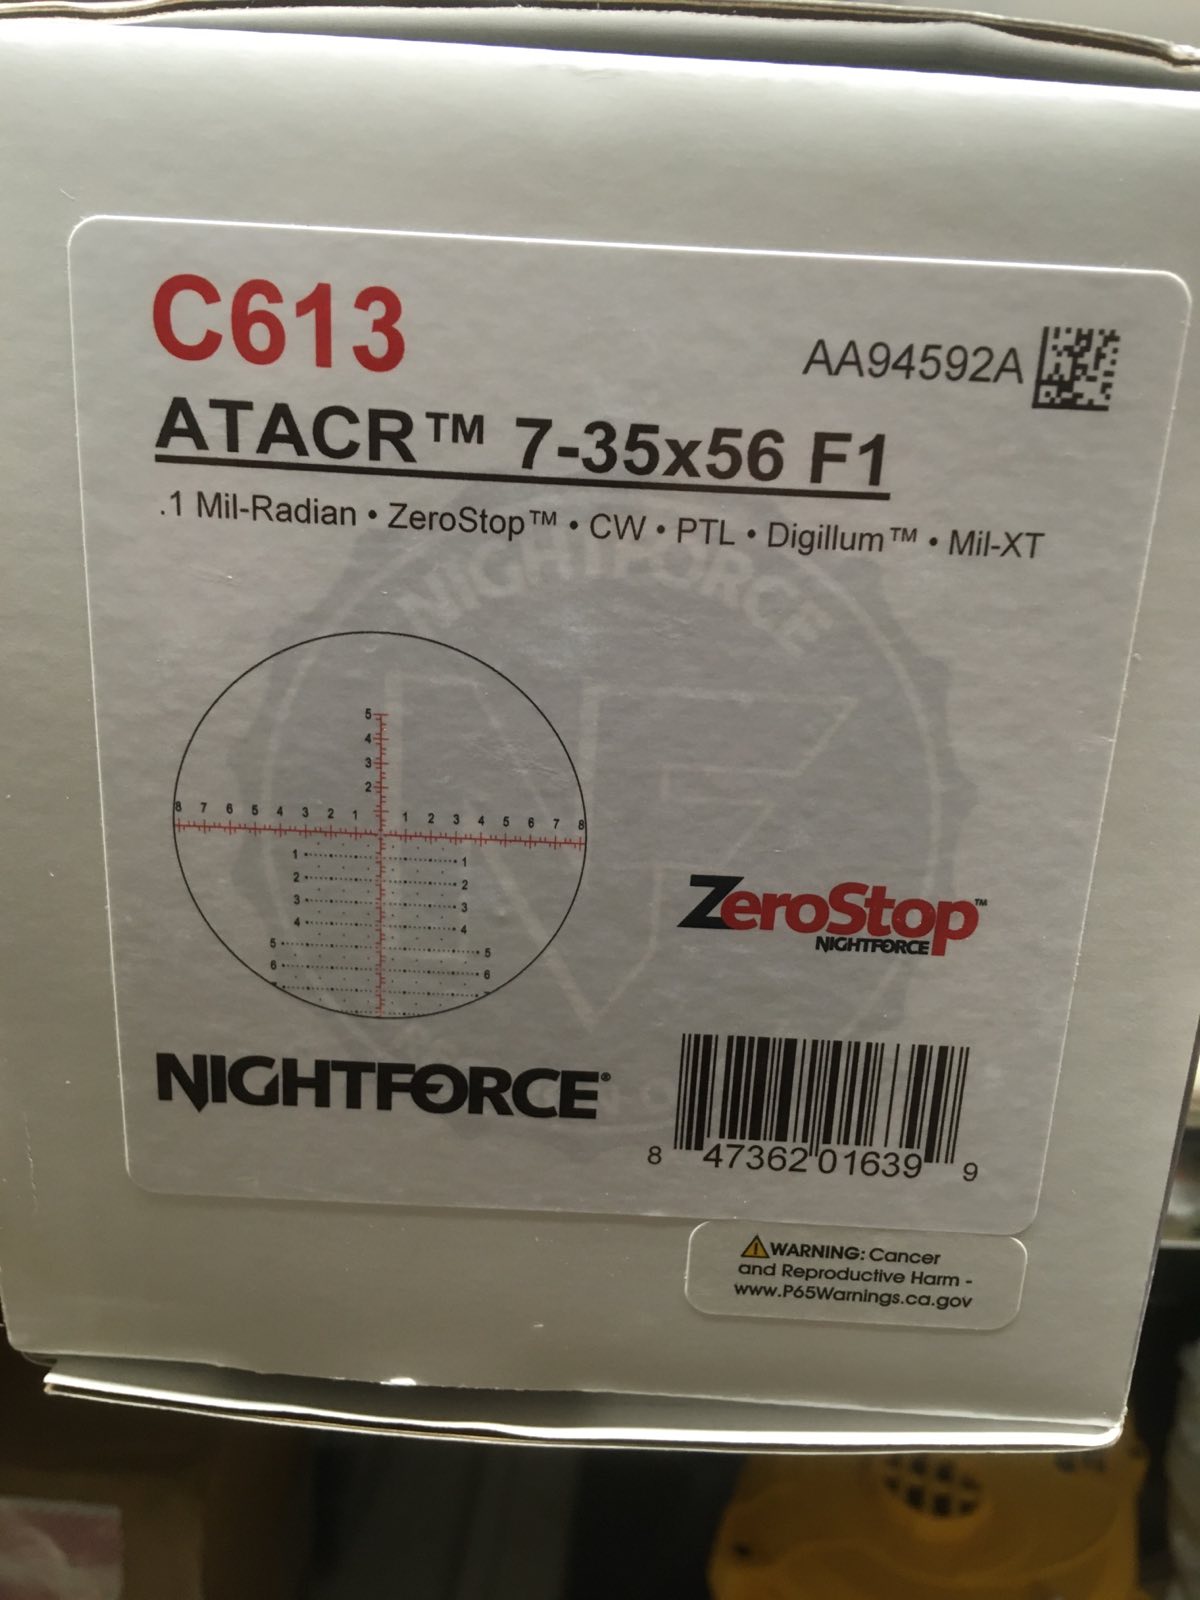 C613
AA94592A
ATACR™ 7-35x56 F1
.1 Mil-Radian • ZeroStop™ • CW • PTL • Digillum™ • Mil-XT
NIGHTFORCE
5
4
3
2
8 7 6 5 4 3 2 1 1 2 3 4 5 6 7 8
1 1
2 2
3 3
4 4
5 5
6 6
ZeroStop™
NIGHTFORCE
NIGHTFORCE®
8 47362 01639 9
WARNING: Cancer
and Reproductive Harm -
www.P65Warnings.ca.gov